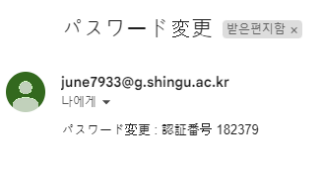 パスワード変更 받은편지함 ×
june7933@g.shingu.ac.kr
나에게
パスワード変更 : 認証番号 182379